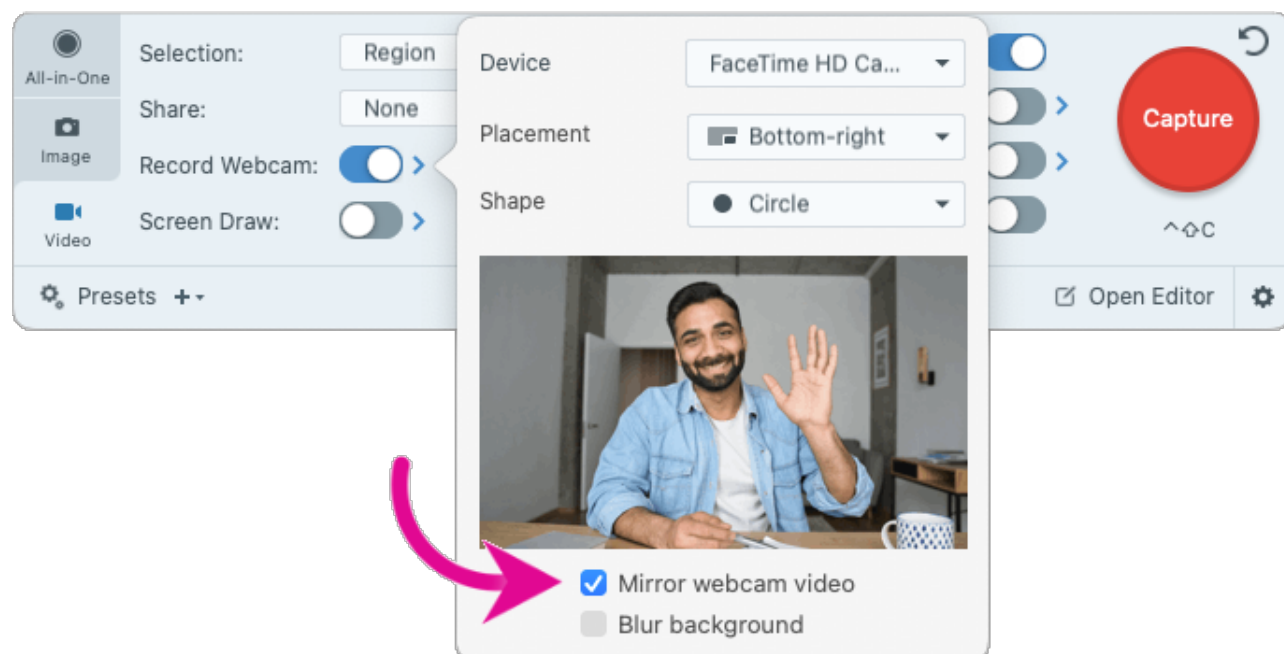 All-in-One
Image
Video
Selection:
Region
Share:
None
Record Webcam:
Screen Draw:
Presets
Device
FaceTime HD Ca...
Placement
Bottom-right
Shape
Circle
Mirror webcam video
Blur background
Capture
^⇧C
Open Editor